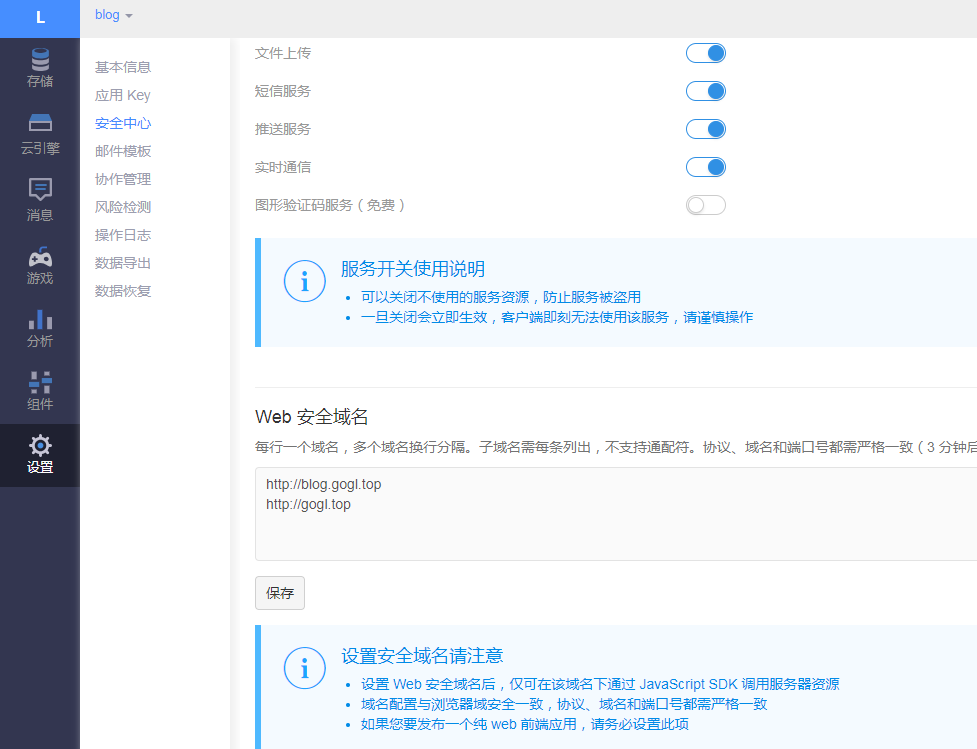 L
blog
存储
云引擎
消息
游戏
分析
组件
设置
基本信息
应用 Key
安全中心
邮件模板
协作管理
风险检测
操作日志
数据导出
数据恢复
文件上传
短信服务
推送服务
实时通信
图形验证码服务（免费）
服务开关使用说明
可以关闭不使用的服务资源，防止服务被盗用
一旦关闭会立即生效，客户端即刻无法使用该服务，请谨慎操作
Web 安全域名
每行一个域名，多个域名换行分隔。子域名需每条列出，不支持通配符。协议、域名和端口号都需严格一致（3 分钟后
http://blog.gogl.top
http://gogl.top
保存
设置安全域名请注意
设置 Web 安全域名后，仅可在该域名下通过 JavaScript SDK 调用服务器资源
域名配置与浏览器域安全一致，协议、域名和端口号都需严格一致
如果您要发布一个纯 web 前端应用，请务必设置此项